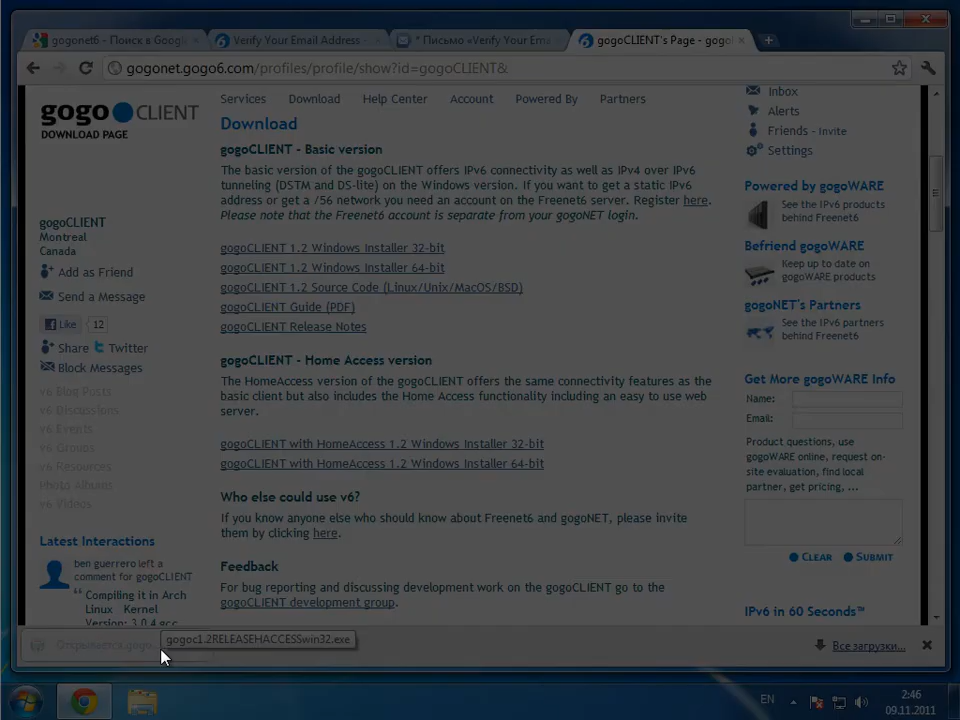 gogonet6 - Поиск в Goog
Verify Your Email Address -
* Письмо «Verify Your Ema
gogoCLIENT's Page - gogo
gogonet.gogo6.com/profiles/profile/show?id=gogoCLIENT&
gogo CLIENT
DOWNLOAD PAGE
gogoCLIENT
Montreal
Canada
Add as Friend
Send a Message
Like 12
Share Twitter
Block Messages
v6 Blog Posts
v6 Discussions
v6 Events
v6 Groups
v6 Resources
Photo Albums
v6 Videos
Latest Interactions
ben guerrero left a
comment for gogoCLIENT
“ Compiling it in Arch
Linux Kernel
Version: 3.0.4 gcc
Services Download Help Center Account Powered By Partners
Download
gogoCLIENT - Basic version
The basic version of the gogoCLIENT offers IPv6 connectivity as well as IPv4 over IPv6
tunneling (DSTM and DS-lite) on the Windows version. If you want to get a static IPv6
address or get a /56 network you need an account on the Freenet6 server. Register here.
Please note that the Freenet6 account is separate from your gogoNET login.
gogoCLIENT 1.2 Windows Installer 32-bit
gogoCLIENT 1.2 Windows Installer 64-bit
gogoCLIENT 1.2 Source Code (Linux/Unix/MacOS/BSD)
gogoCLIENT Guide (PDF)
gogoCLIENT Release Notes
gogoCLIENT - Home Access version
The HomeAccess version of the gogoCLIENT offers the same connectivity features as the
basic client but also includes the Home Access functionality including an easy to use web
server.
gogoCLIENT with HomeAccess 1.2 Windows Installer 32-bit
gogoCLIENT with HomeAccess 1.2 Windows Installer 64-bit
Who else could use v6?
If you know anyone else who should know about Freenet6 and gogoNET, please invite
them by clicking here.
Feedback
For bug reporting and discussing development work on the gogoCLIENT go to the
gogoCLIENT development group.
Inbox
Alerts
Friends - Invite
Settings
Powered by gogoWARE
See the IPv6 products
behind Freenet6
Befriend gogoWARE
Keep up to date on
gogoWARE products
gogoNET's Partners
See the IPv6 partners
behind Freenet6
Get More gogoWARE Info
Name:
Email:
Product questions, use
gogoWARE online, request on-
site evaluation, find local
partner, get pricing, ...
CLEAR SUBMIT
IPv6 in 60 Seconds™
Открывается gogo...
gogoc1.2RELEASEHACCESSwin32.exe
Все загрузки...
EN
2:46
09.11.2011